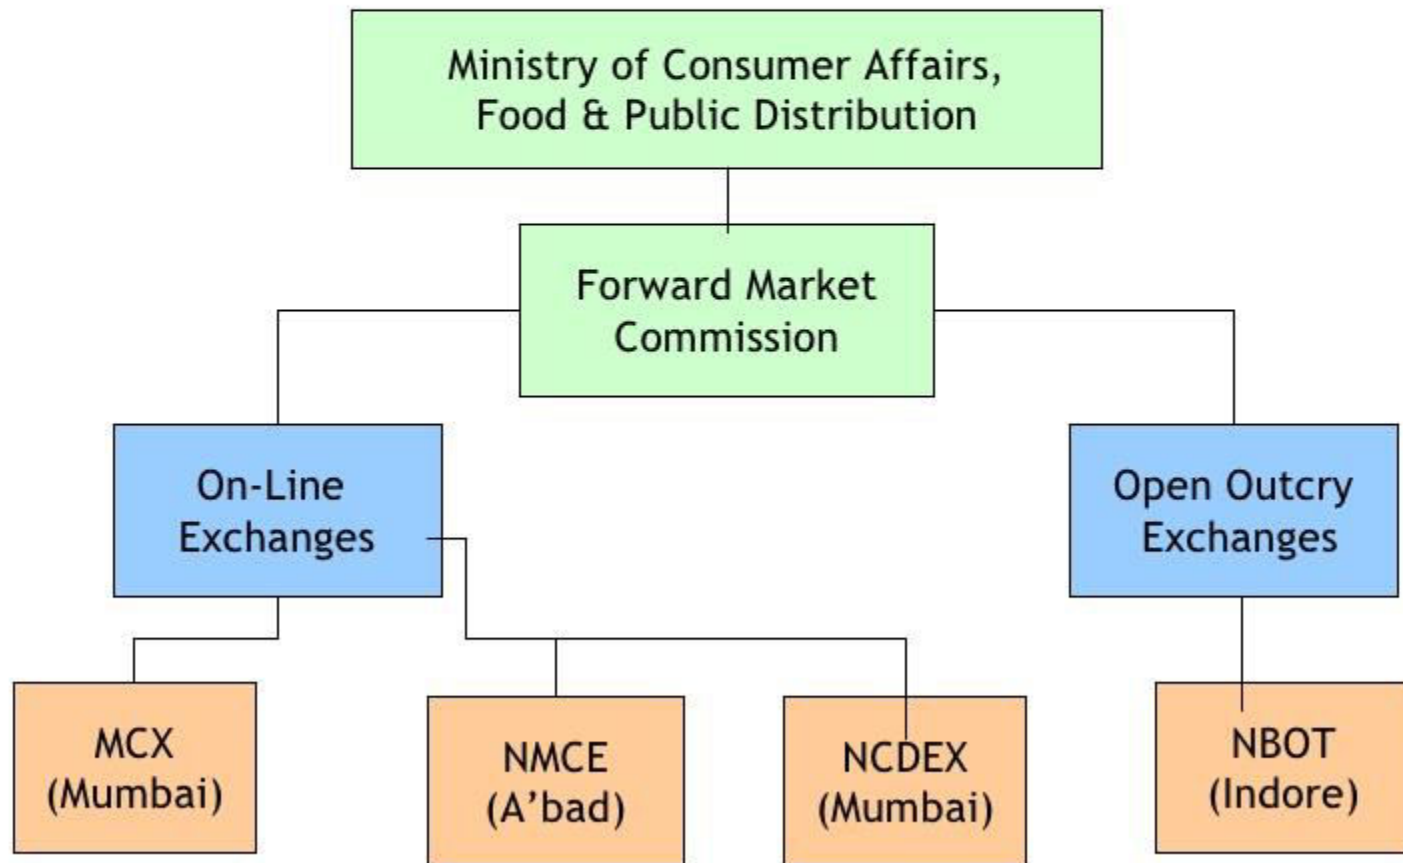 Ministry of Consumer Affairs,
Food & Public Distribution
Forward Market
Commission
On-Line
Exchanges
Open Outcry
Exchanges
MCX
(Mumbai)
NMCE
(A’bad)
NCDEX
(Mumbai)
NBOT
(Indore)